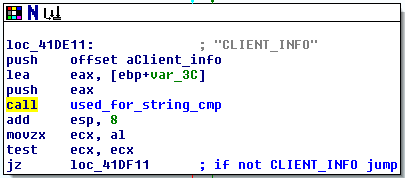 N
loc_41DE11: ; "CLIENT_INFO"
push offset aClient_info
lea eax, [ebp+var_3C]
push eax
call used_for_string_cmp
add esp, 8
movzx ecx, al
test ecx, ecx
jz loc_41DF11 ; if not CLIENT_INFO jump